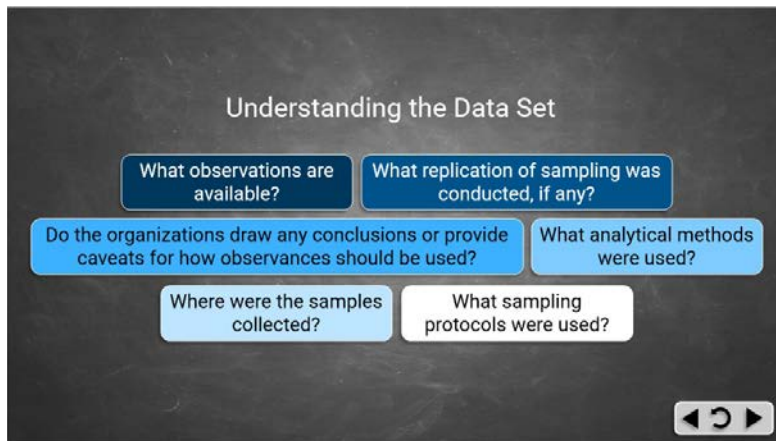 Understanding the Data Set
What observations are
available?
What replication of sampling was
conducted, if any?
Do the organizations draw any conclusions or provide
caveats for how observances should be used?
What analytical methods
were used?
Where were the samples
collected?
What sampling
protocols were used?